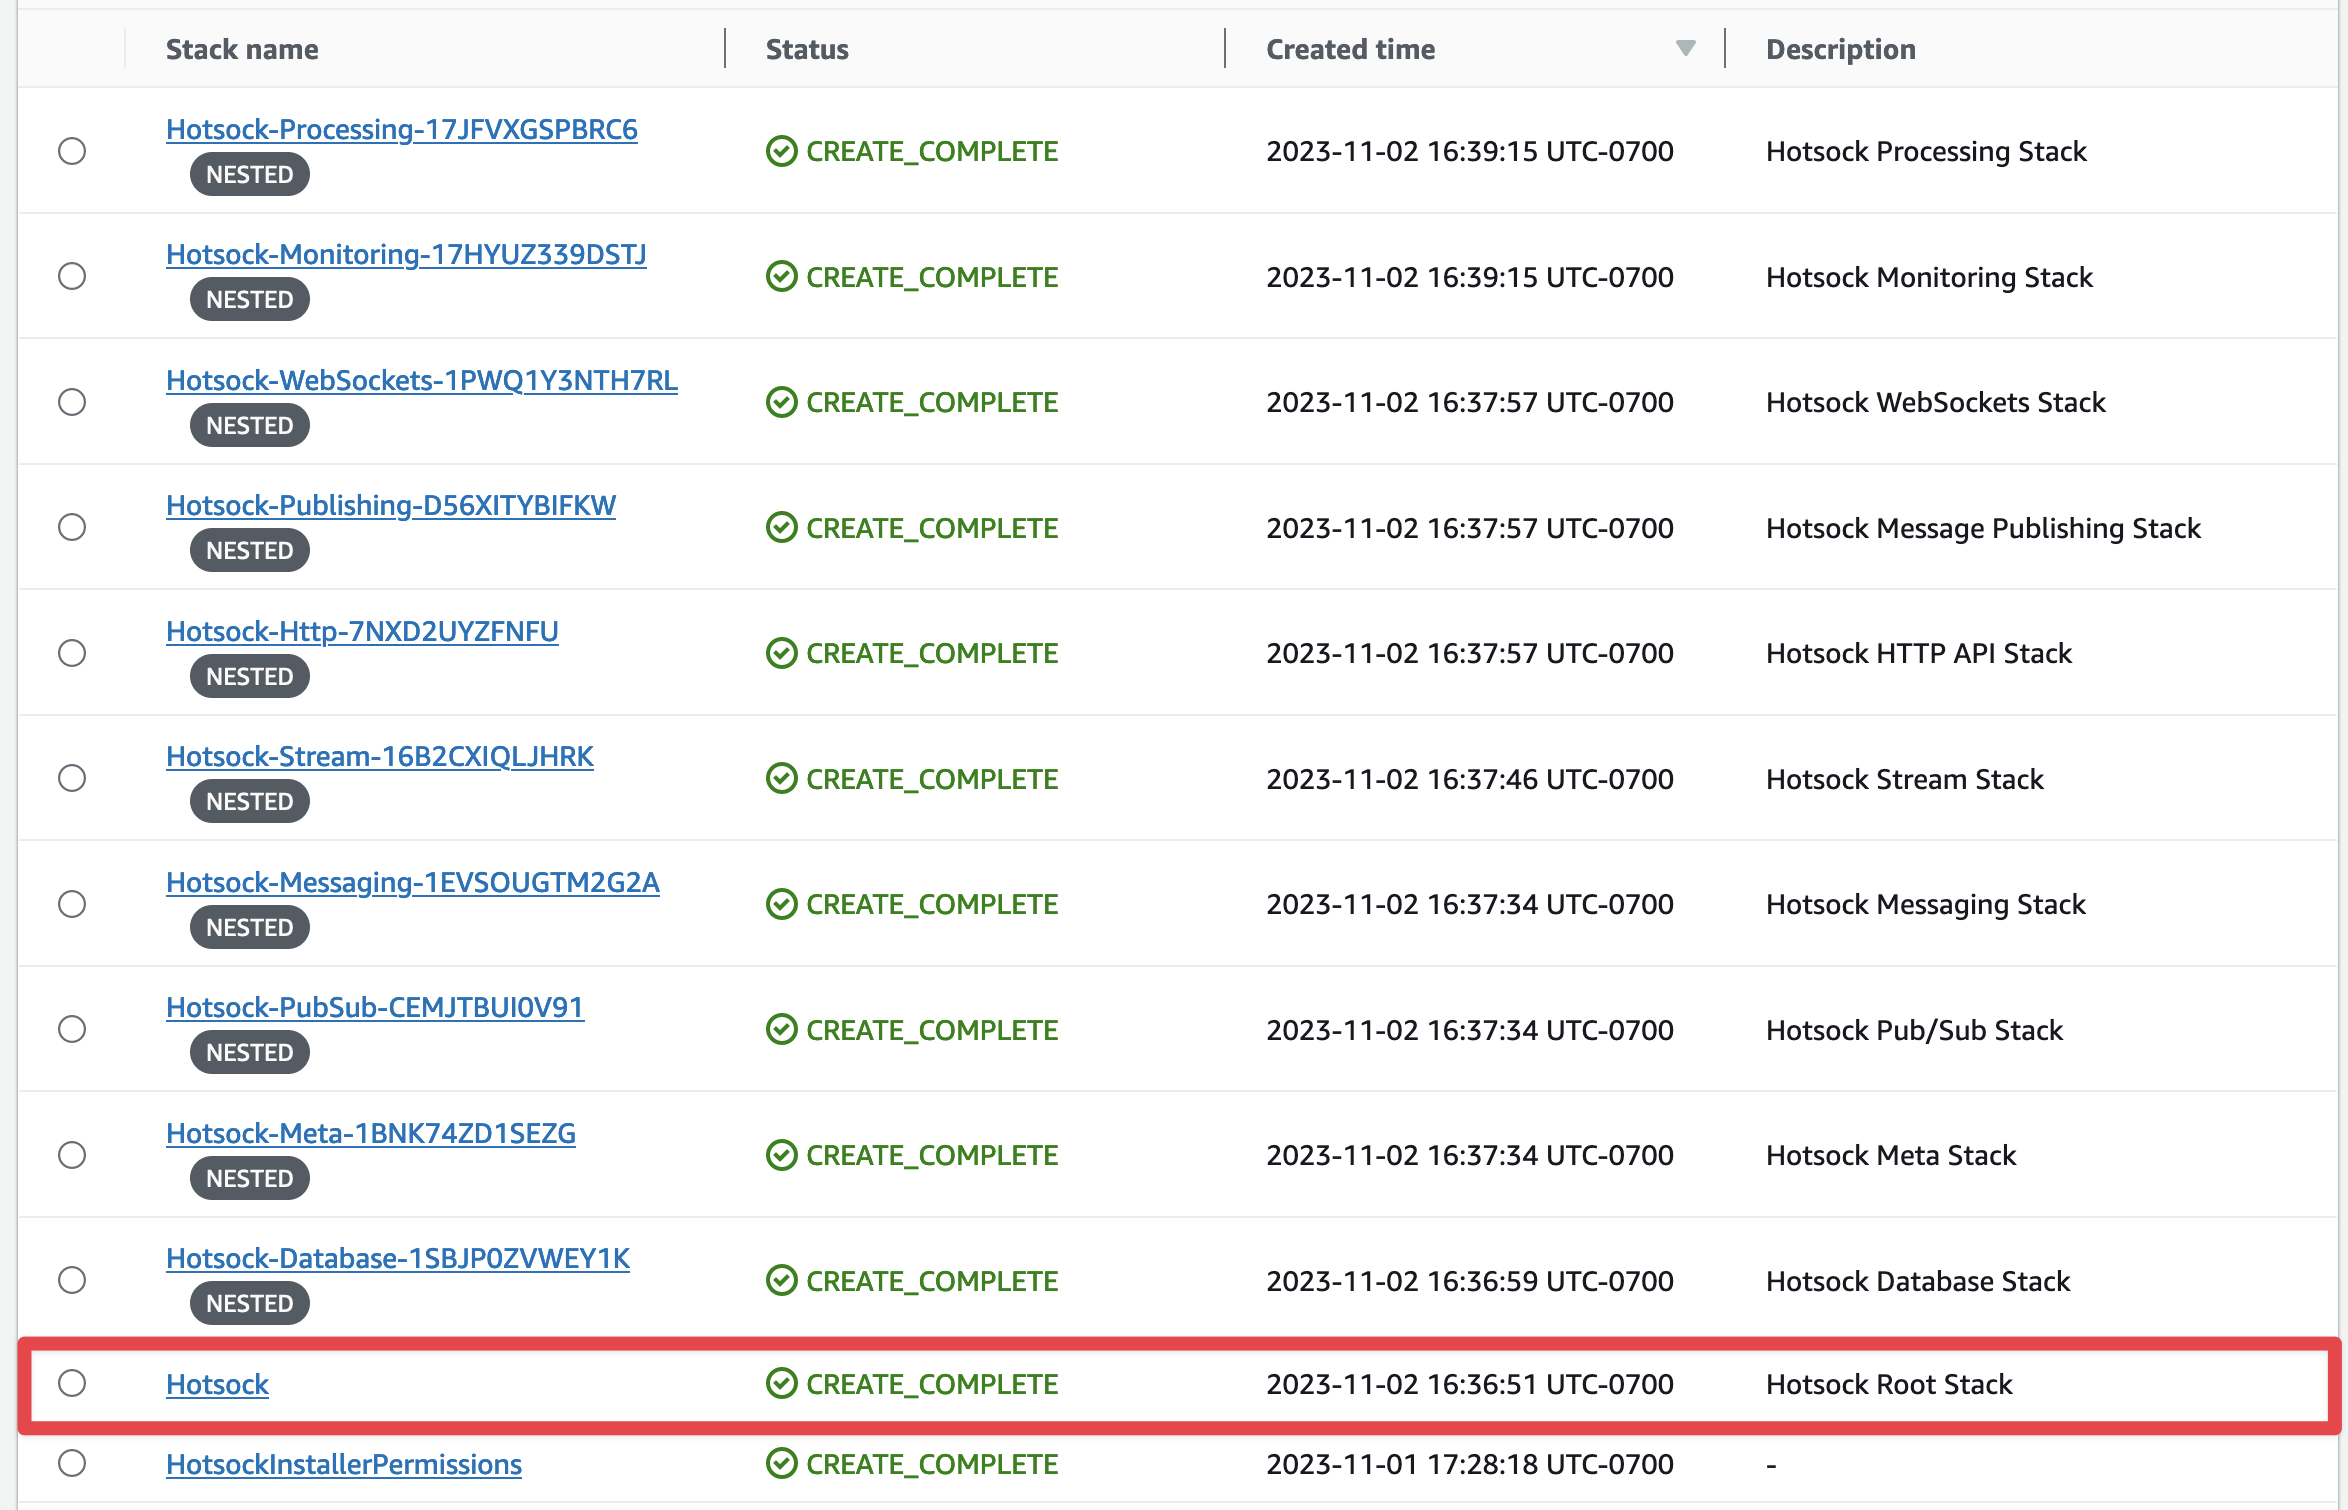 Stack name Status Created time Description
Hotsock-Processing-17JFVXGSPBRC6
NESTED
CREATE_COMPLETE 2023-11-02 16:39:15 UTC-0700 Hotsock Processing Stack
Hotsock-Monitoring-17HYUZ339DSTJ
NESTED
CREATE_COMPLETE 2023-11-02 16:39:15 UTC-0700 Hotsock Monitoring Stack
Hotsock-WebSockets-1PWQ1Y3NTH7RL
NESTED
CREATE_COMPLETE 2023-11-02 16:37:57 UTC-0700 Hotsock WebSockets Stack
Hotsock-Publishing-D56XITYBIFKW
NESTED
CREATE_COMPLETE 2023-11-02 16:37:57 UTC-0700 Hotsock Message Publishing Stack
Hotsock-Http-7NXD2UYZFNFU
NESTED
CREATE_COMPLETE 2023-11-02 16:37:57 UTC-0700 Hotsock HTTP API Stack
Hotsock-Stream-16B2CXIQLJHRK
NESTED
CREATE_COMPLETE 2023-11-02 16:37:46 UTC-0700 Hotsock Stream Stack
Hotsock-Messaging-1EVSOUGTM2G2A
NESTED
CREATE_COMPLETE 2023-11-02 16:37:34 UTC-0700 Hotsock Messaging Stack
Hotsock-PubSub-CEMJTBUI0V91
NESTED
CREATE_COMPLETE 2023-11-02 16:37:34 UTC-0700 Hotsock Pub/Sub Stack
Hotsock-Meta-1BNK74ZD1SEZG
NESTED
CREATE_COMPLETE 2023-11-02 16:37:34 UTC-0700 Hotsock Meta Stack
Hotsock-Database-1SBJP0ZVWEY1K
NESTED
CREATE_COMPLETE 2023-11-02 16:36:59 UTC-0700 Hotsock Database Stack
Hotsock CREATE_COMPLETE 2023-11-02 16:36:51 UTC-0700 Hotsock Root Stack
HotsockInstallerPermissions CREATE_COMPLETE 2023-11-01 17:28:18 UTC-0700 -